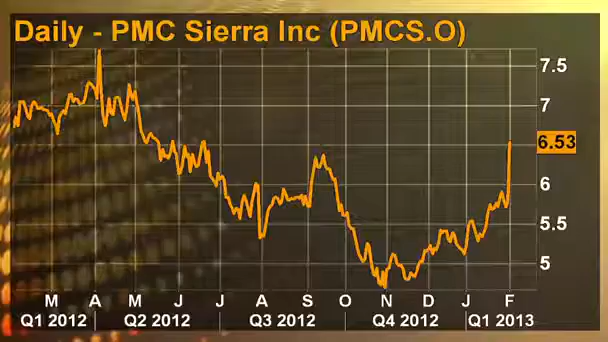 Daily - PMC Sierra Inc (PMCS.O)
7.5
7
6.53
6
5.5
5
M A M J J A S O N D J F
Q1 2012 Q2 2012 Q3 2012 Q4 2012 Q1 2013